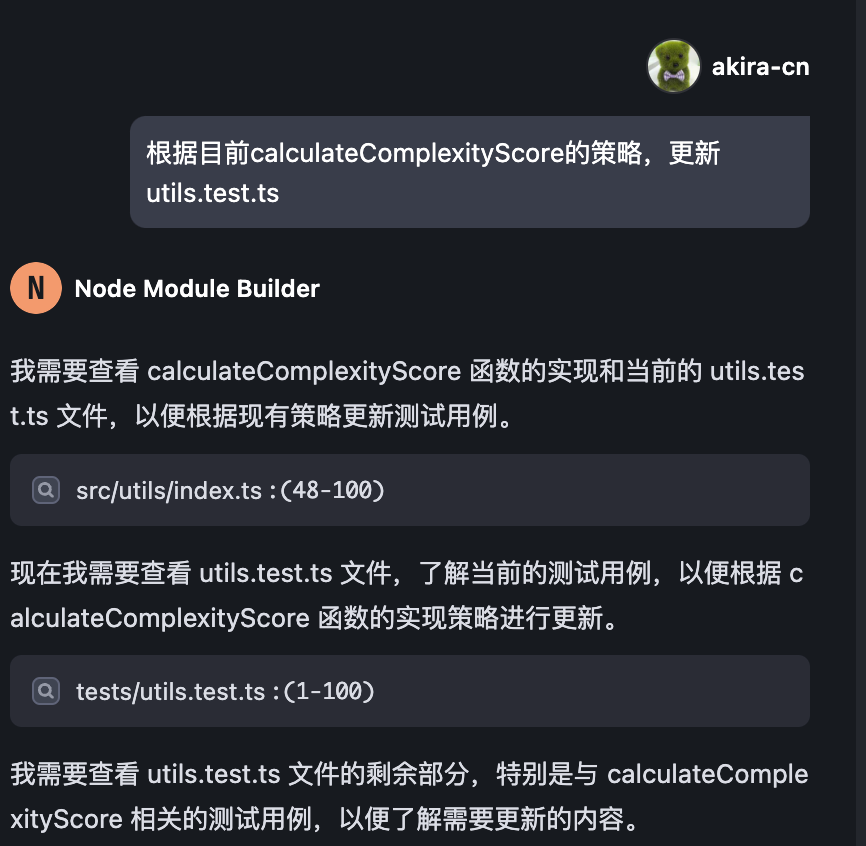 akira-cn
根据目前calculateComplexityScore的策略，更新
utils.test.ts
N
Node Module Builder
我需要查看 calculateComplexityScore 函数的实现和当前的 utils.tes
t.ts 文件，以便根据现有策略更新测试用例。
src/utils/index.ts :(48-100)
现在我需要查看 utils.test.ts 文件，了解当前的测试用例，以便根据 c
alculateComplexityScore 函数的实现策略进行更新。
tests/utils.test.ts :(1-100)
我需要查看 utils.test.ts 文件的剩余部分，特别是与 calculateComple
xityScore 相关的测试用例，以便了解需要更新的内容。